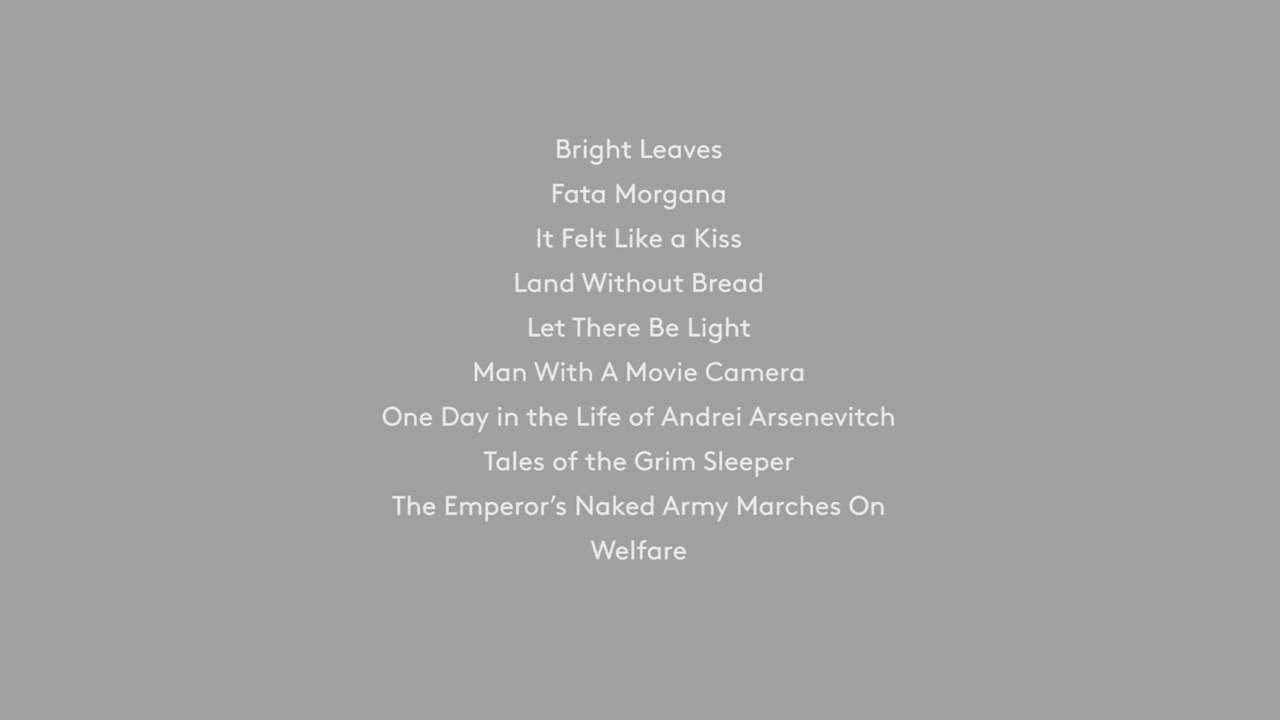 Bright Leaves
Fata Morgana
It Felt Like a Kiss
Land Without Bread
Let There Be Light
Man With A Movie Camera
One Day in the Life of Andrei Arsenevitch
Tales of the Grim Sleeper
The Emperor’s Naked Army Marches On
Welfare